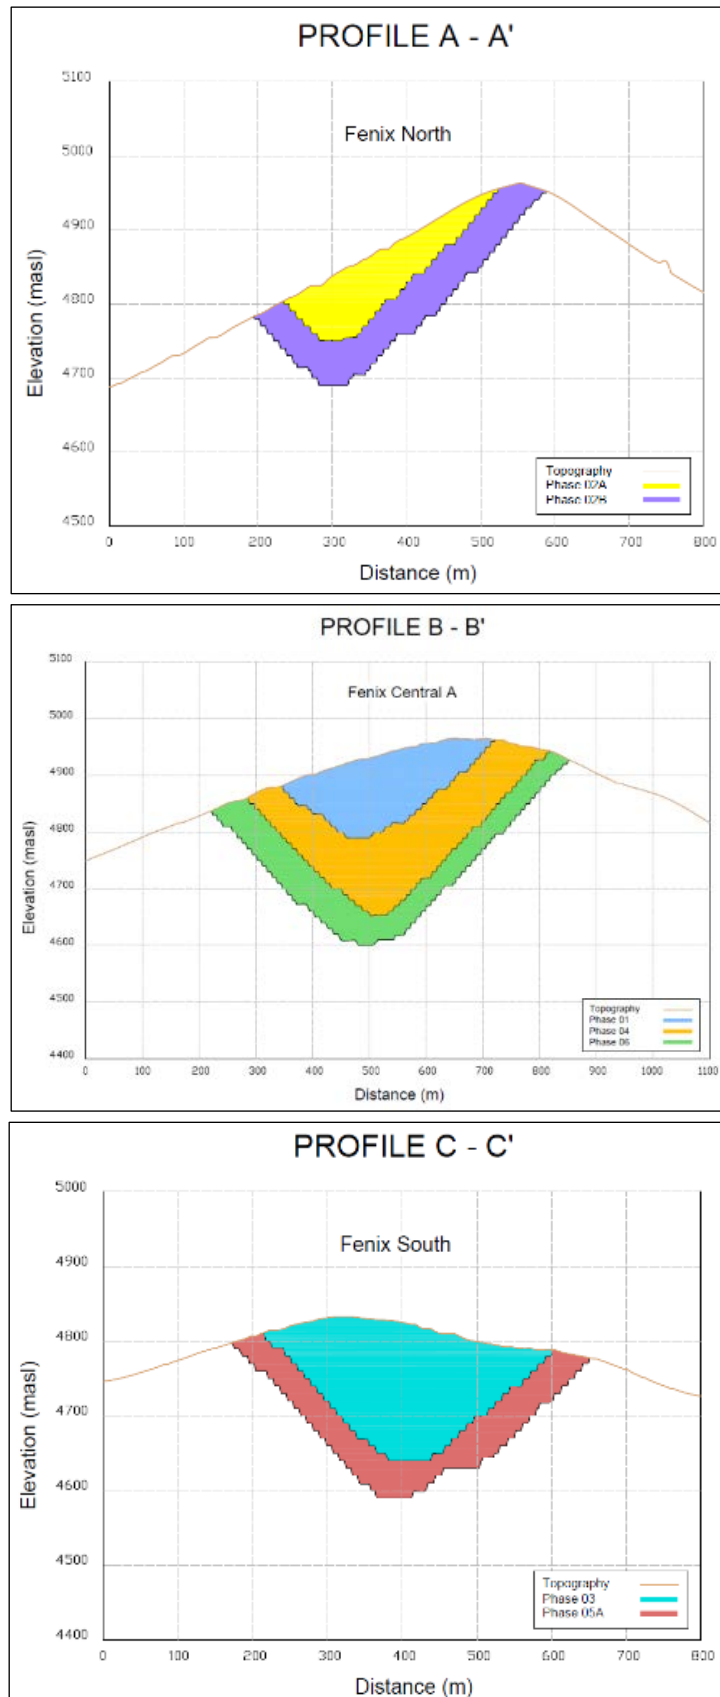 PROFILE A - A'
5100
Fenix North
5000
4900
4800
4700
4600
4500
Elevation (masl)
Topography
Phase 02A
Phase 02B
0 100 200 300 400 500 600 700 800
Distance (m)
PROFILE B - B'
5100
Fenix Central A
5000
4900
4800
4700
4600
4500
4400
Elevation (masl)
Topography
Phase 01
Phase 04
Phase 06
0 100 200 300 400 500 600 700 800 900 1000 1100
Distance (m)
PROFILE C - C'
5000
Fenix South
4900
4800
4700
4600
4500
4400
Elevation (masl)
Topography
Phase 03
Phase 05A
0 100 200 300 400 500 600 700 800
Distance (m)